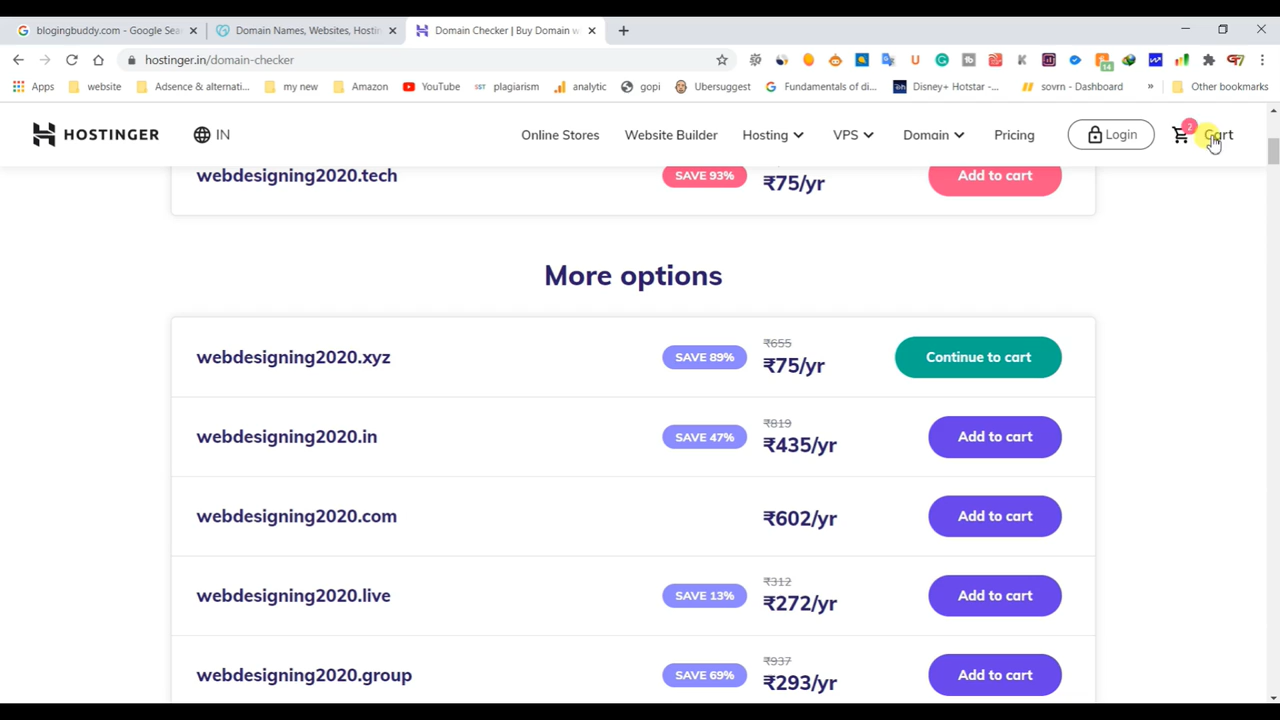 blogingbuddy.com - Google Sea
Domain Names, Websites, Hostin
Domain Checker | Buy Domain w
hostinger.in/domain-checker
14
Apps
website
Adsence & alternati...
my new
Amazon
YouTube
SST plagiarism
analytic
gopi
Ubersuggest
Fundamentals of di...
Disney+ Hotstar -...
sovrn - Dashboard
»
Other bookmarks
HOSTINGER
IN
Online Stores
Website Builder
Hosting
VPS
Domain
Pricing
Login
2
Cart
webdesigning2020.tech
SAVE 93%
₹75/yr
Add to cart
More options
webdesigning2020.xyz
SAVE 89%
₹655
₹75/yr
Continue to cart
webdesigning2020.in
SAVE 47%
₹819
₹435/yr
Add to cart
webdesigning2020.com
₹602/yr
Add to cart
webdesigning2020.live
SAVE 13%
₹312
₹272/yr
Add to cart
webdesigning2020.group
SAVE 69%
₹937
₹293/yr
Add to cart